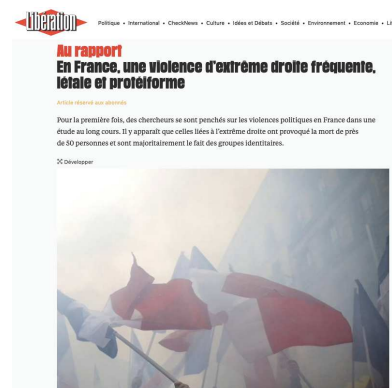 Libération
Politique • International • CheckNews • Culture • Idées et Débats • Société • Environnement • Economie •
Au rapport
En France, une violence d'extrême droite fréquente,
létale et protéiforme
Article réservé aux abonnés
Pour la première fois, des chercheurs se sont penchés sur les violences politiques en France dans une
étude au long cours. Il y apparaît que celles liées à l'extrême droite ont provoqué la mort de près
de 50 personnes et sont majoritairement le fait des groupes identitaires.
Développer